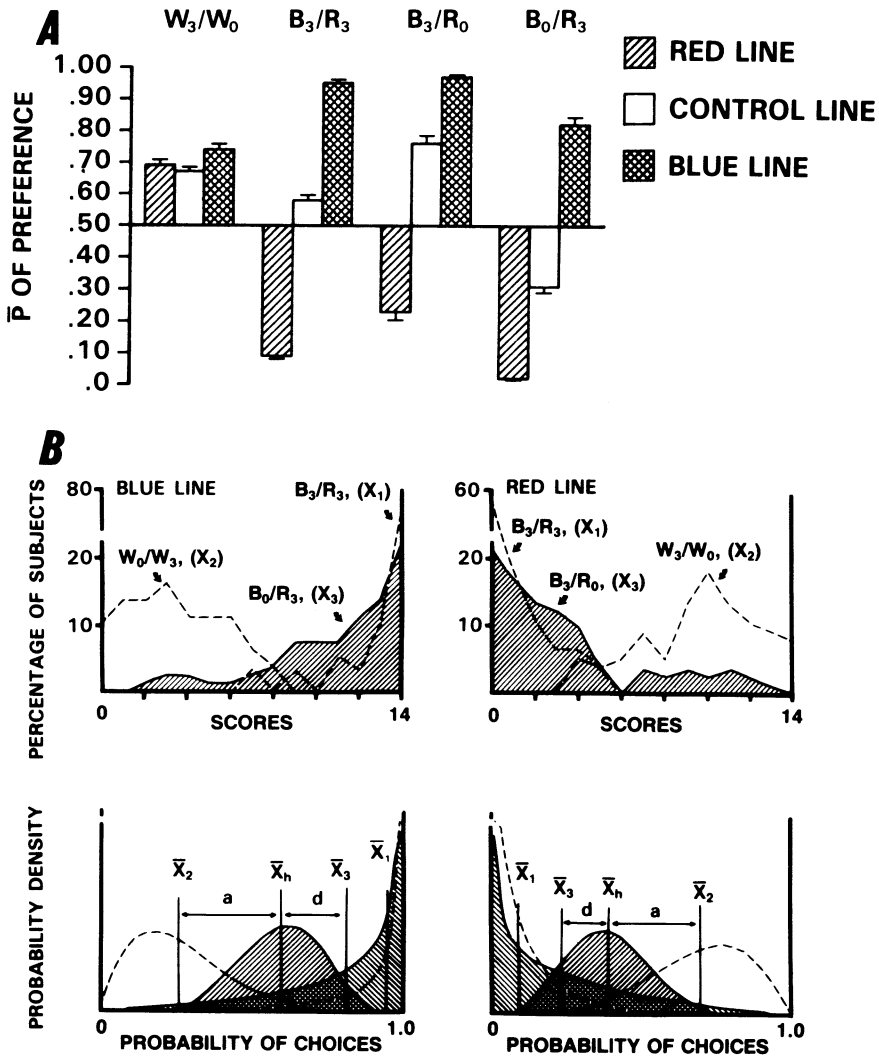 A
W₃/W₀ B₃/R₃ B₃/R₀ B₀/R₃
RED LINE
CONTROL LINE
BLUE LINE
P̅ OF PREFERENCE
1.00
.90
.80
.70
.60
.50
.40
.30
.20
.10
.0
B
PERCENTAGE OF SUBJECTS
80
20
10
BLUE LINE
B₃/R₃, (X₁)
W₀/W₃, (X₂)
B₀/R₃, (X₃)
0 14
SCORES
60
20
10
RED LINE
B₃/R₃, (X₁)
W₃/W₀, (X₂)
B₃/R₀, (X₃)
0 14
SCORES
PROBABILITY DENSITY
X̅₂ X̅ₕ X̅₃ X̅₁
a d
0 1.0
PROBABILITY OF CHOICES
X̅₁ X̅₃ X̅ₕ X̅₂
d a
0 1.0
PROBABILITY OF CHOICES